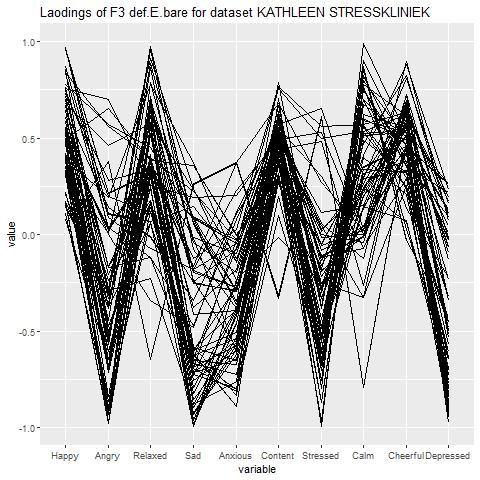 Laodings of F3 def.E.bare for dataset KATHLEEN STRESSKLINIEK
1.0
0.5
0.0
-0.5
-1.0
value
Happy Angry Relaxed Sad Anxious Content Stressed Calm Cheerful Depressed
variable